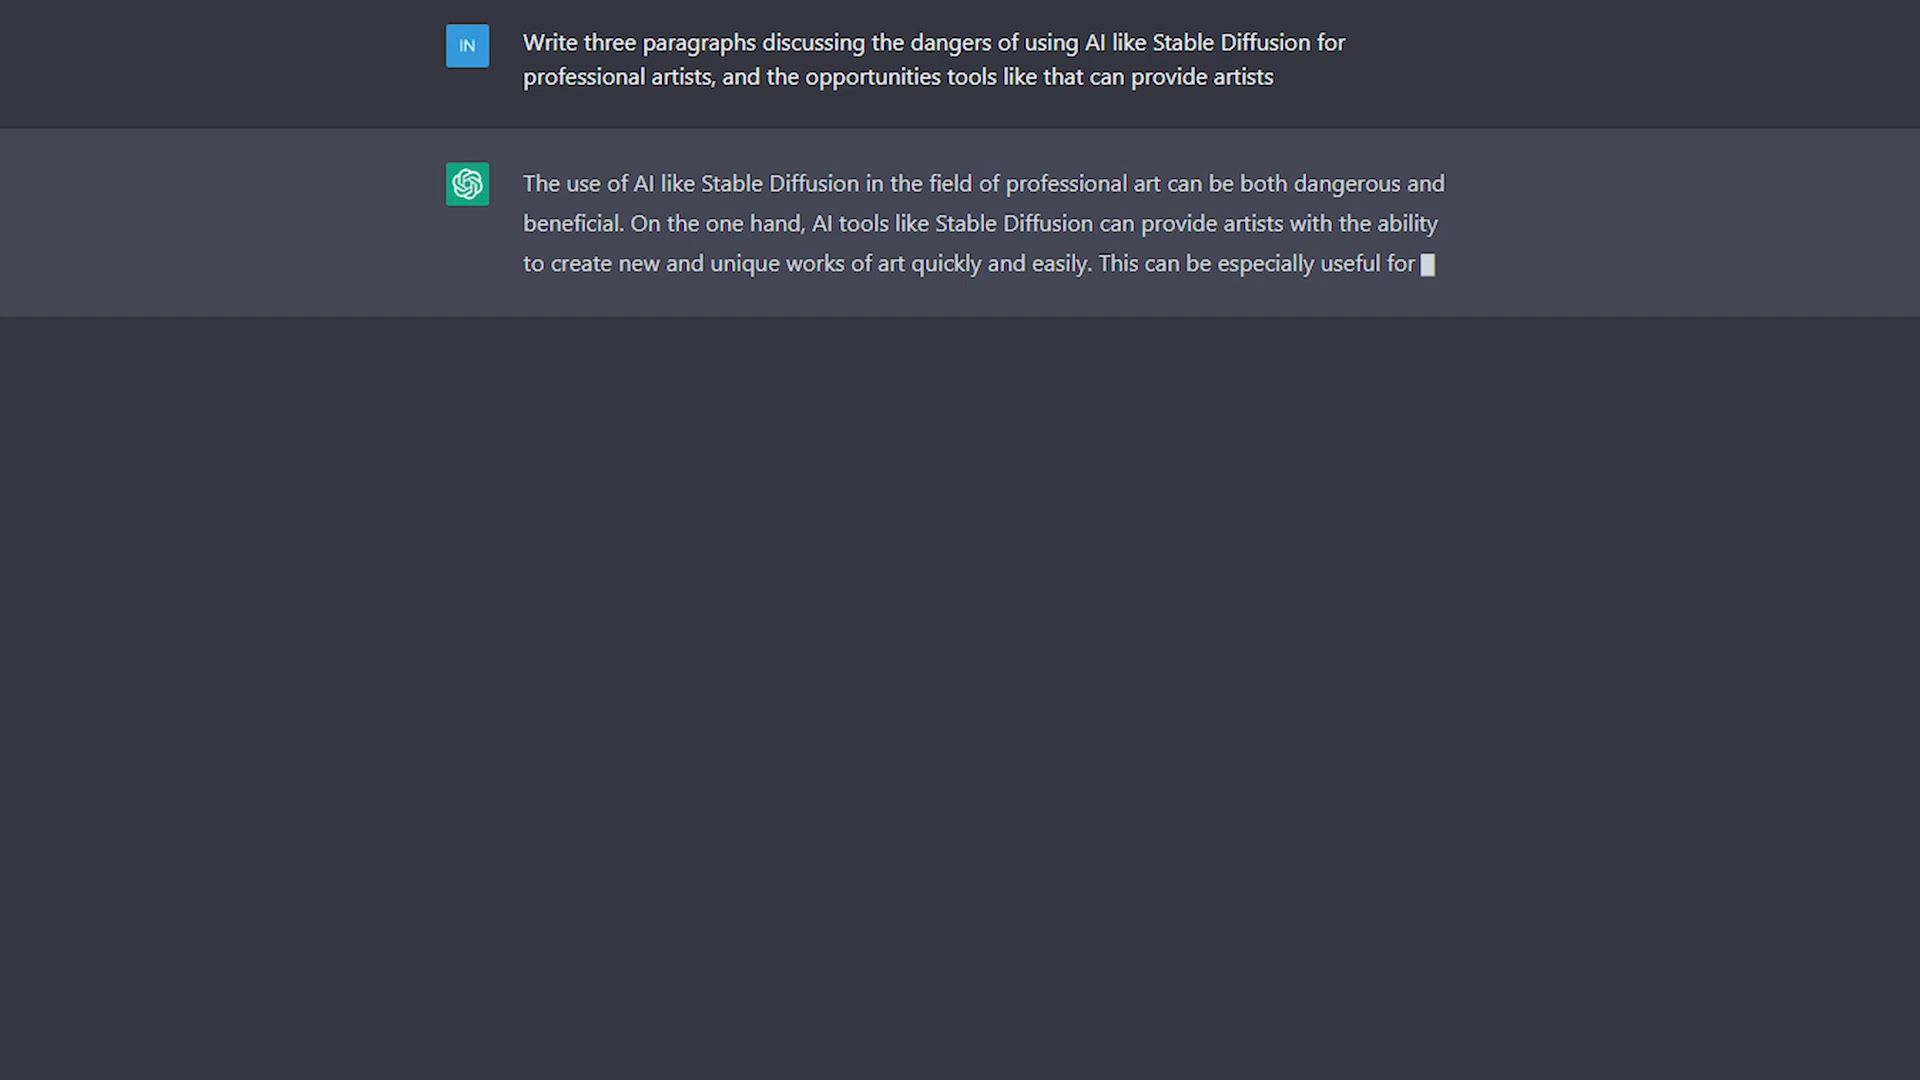 IN
Write three paragraphs discussing the dangers of using AI like Stable Diffusion for
professional artists, and the opportunities tools like that can provide artists
The use of AI like Stable Diffusion in the field of professional art can be both dangerous and
beneficial. On the one hand, AI tools like Stable Diffusion can provide artists with the ability
to create new and unique works of art quickly and easily. This can be especially useful for